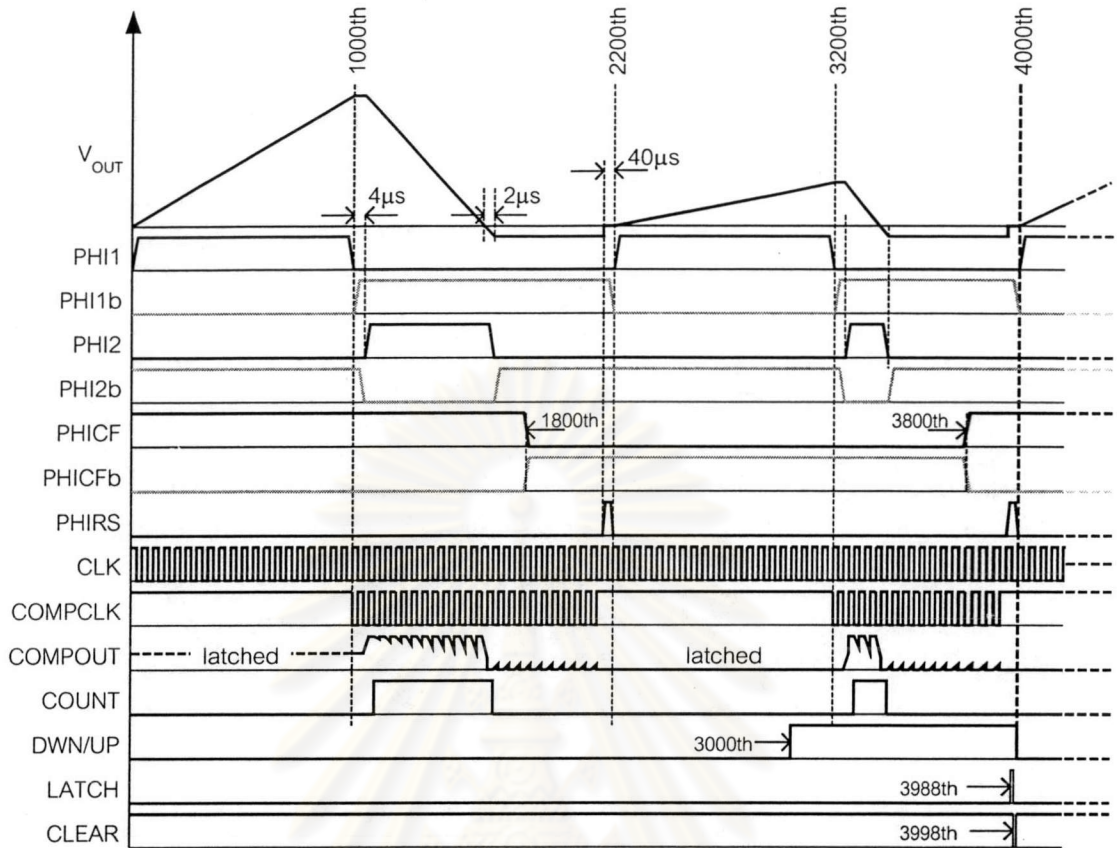 1000th
2200th
3200th
4000th
VOUT
4μs
2μs
40μs
PHI1
PHI1b
PHI2
PHI2b
PHICF
1800th
3800th
PHICFb
PHIRS
CLK
COMPCLK
COMPOUT
latched
latched
COUNT
DWN/UP
3000th
LATCH
3988th
CLEAR
3998th